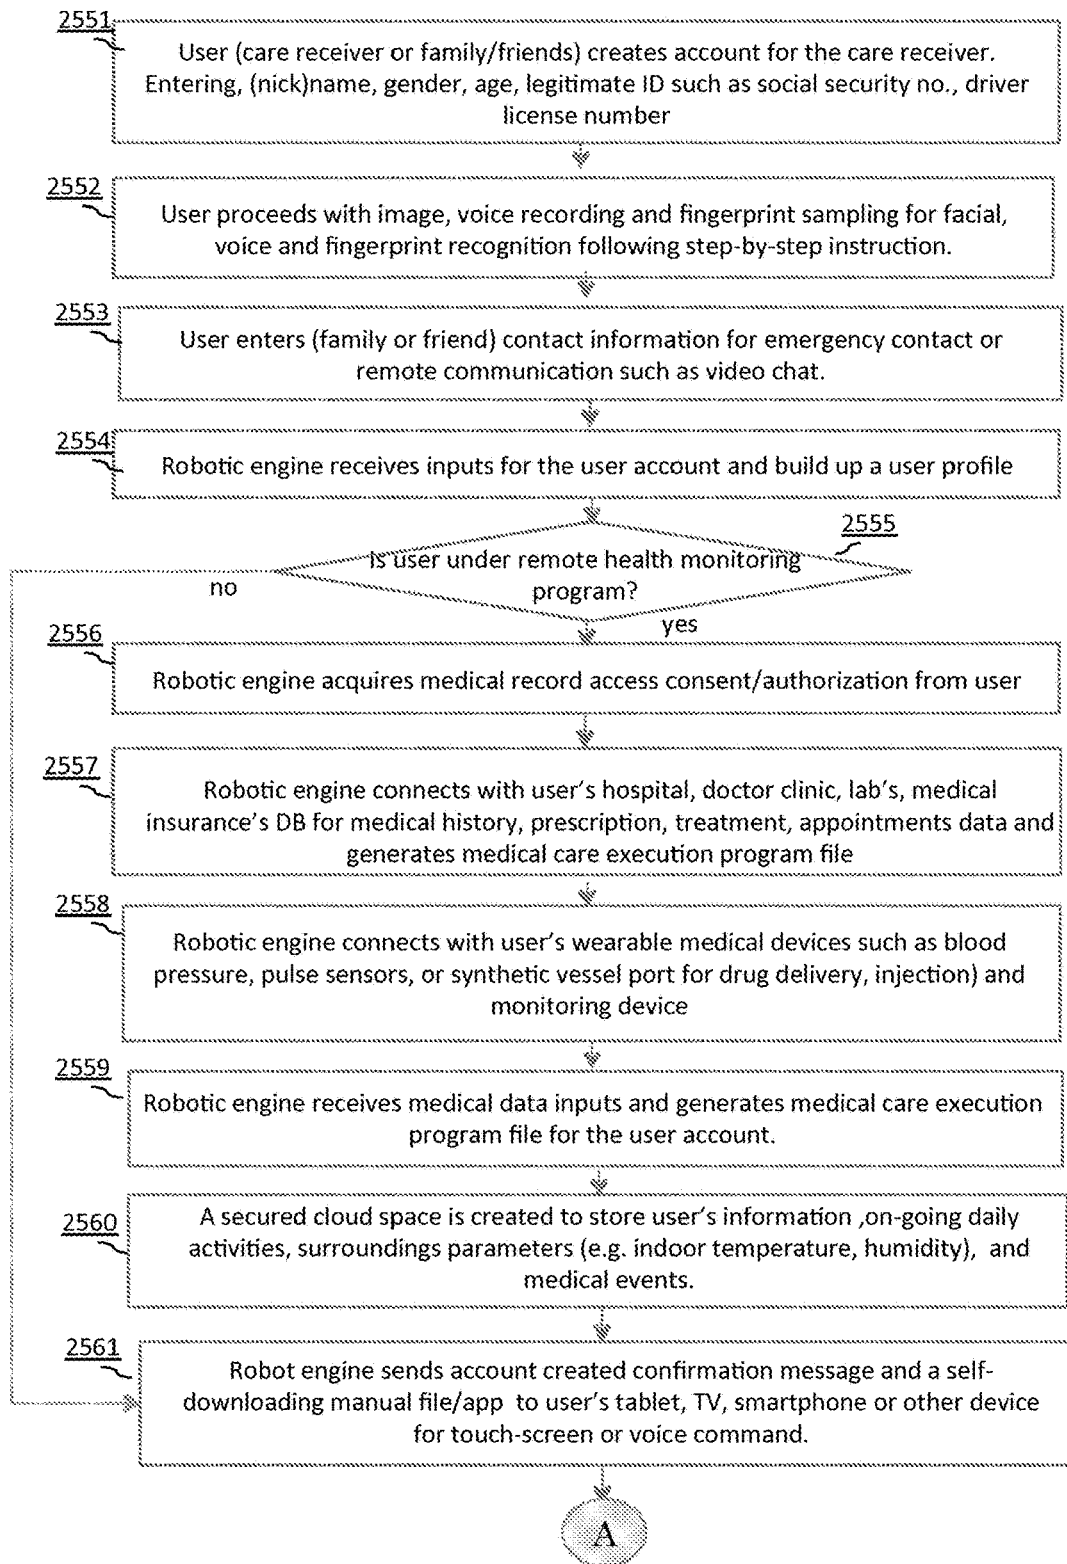 2551
User (care receiver or family/friends) creates account for the care receiver.
Entering, (nick)name, gender, age, legitimate ID such as social security no., driver
license number
2552
User proceeds with image, voice recording and fingerprint sampling for facial,
voice and fingerprint recognition following step-by-step instruction.
2553
User enters (family or friend) contact information for emergency contact or
remote communication such as video chat.
2554
Robotic engine receives inputs for the user account and build up a user profile
2555
Is user under remote health monitoring
program?
no
yes
2556
Robotic engine acquires medical record access consent/authorization from user
2557
Robotic engine connects with user's hospital, doctor clinic, lab's, medical
insurance's DB for medical history, prescription, treatment, appointments data and
generates medical care execution program file
2558
Robotic engine connects with user's wearable medical devices such as blood
pressure, pulse sensors, or synthetic vessel port for drug delivery, injection) and
monitoring device
2559
Robotic engine receives medical data inputs and generates medical care execution
program file for the user account.
2560
A secured cloud space is created to store user's information ,on-going daily
activities, surroundings parameters (e.g. indoor temperature, humidity), and
medical events.
2561
Robot engine sends account created confirmation message and a self-
downloading manual file/app to user's tablet, TV, smartphone or other device
for touch-screen or voice command.
A